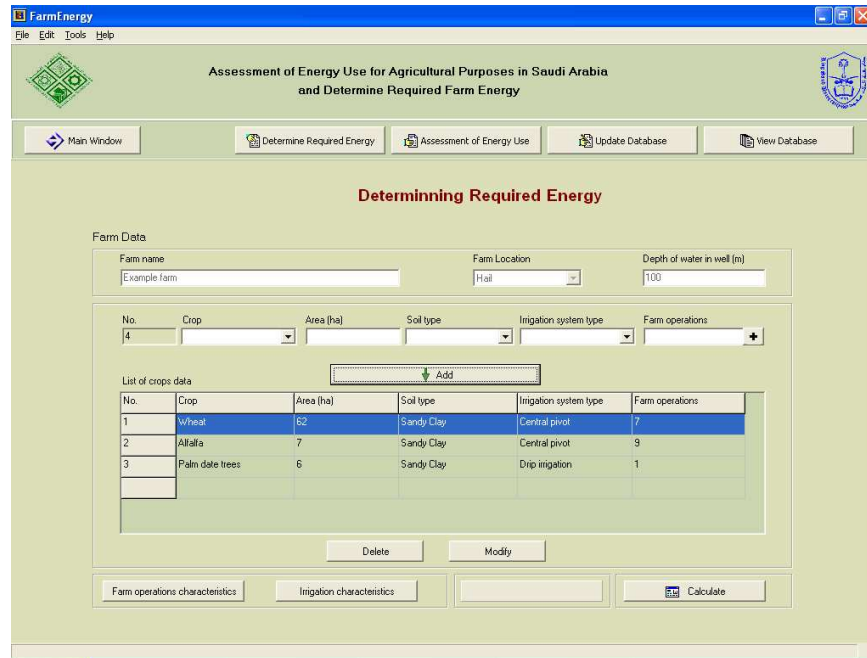 FarmEnergy
File Edit Tools Help
Assessment of Energy Use for Agricultural Purposes in Saudi Arabia
and Determine Required Farm Energy
Main Window Determine Required Energy Assessment of Energy Use Update Database View Database
Determinning Required Energy
Farm Data
Farm name Farm Location Depth of water in well (m)
Example farm Hail 100
No. Crop Area (ha) Soil type Irrigation system type Farm operations
4
Add
List of crops data
No. Crop Area (ha) Soil type Irrigation system type Farm operations
1 Wheat 62 Sandy Clay Central pivot 7
2 Alfalfa 7 Sandy Clay Central pivot 9
3 Palm date trees 6 Sandy Clay Drip irrigation 1
Delete Modify
Farm operations characteristics Irrigation characteristics Calculate